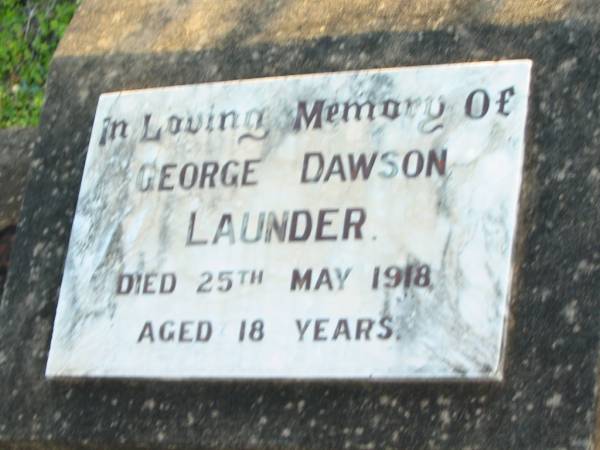 In Loving Memory Of
GEORGE DAWSON
LAUNDER.
DIED 25TH MAY 1918
AGED 18 YEARS.